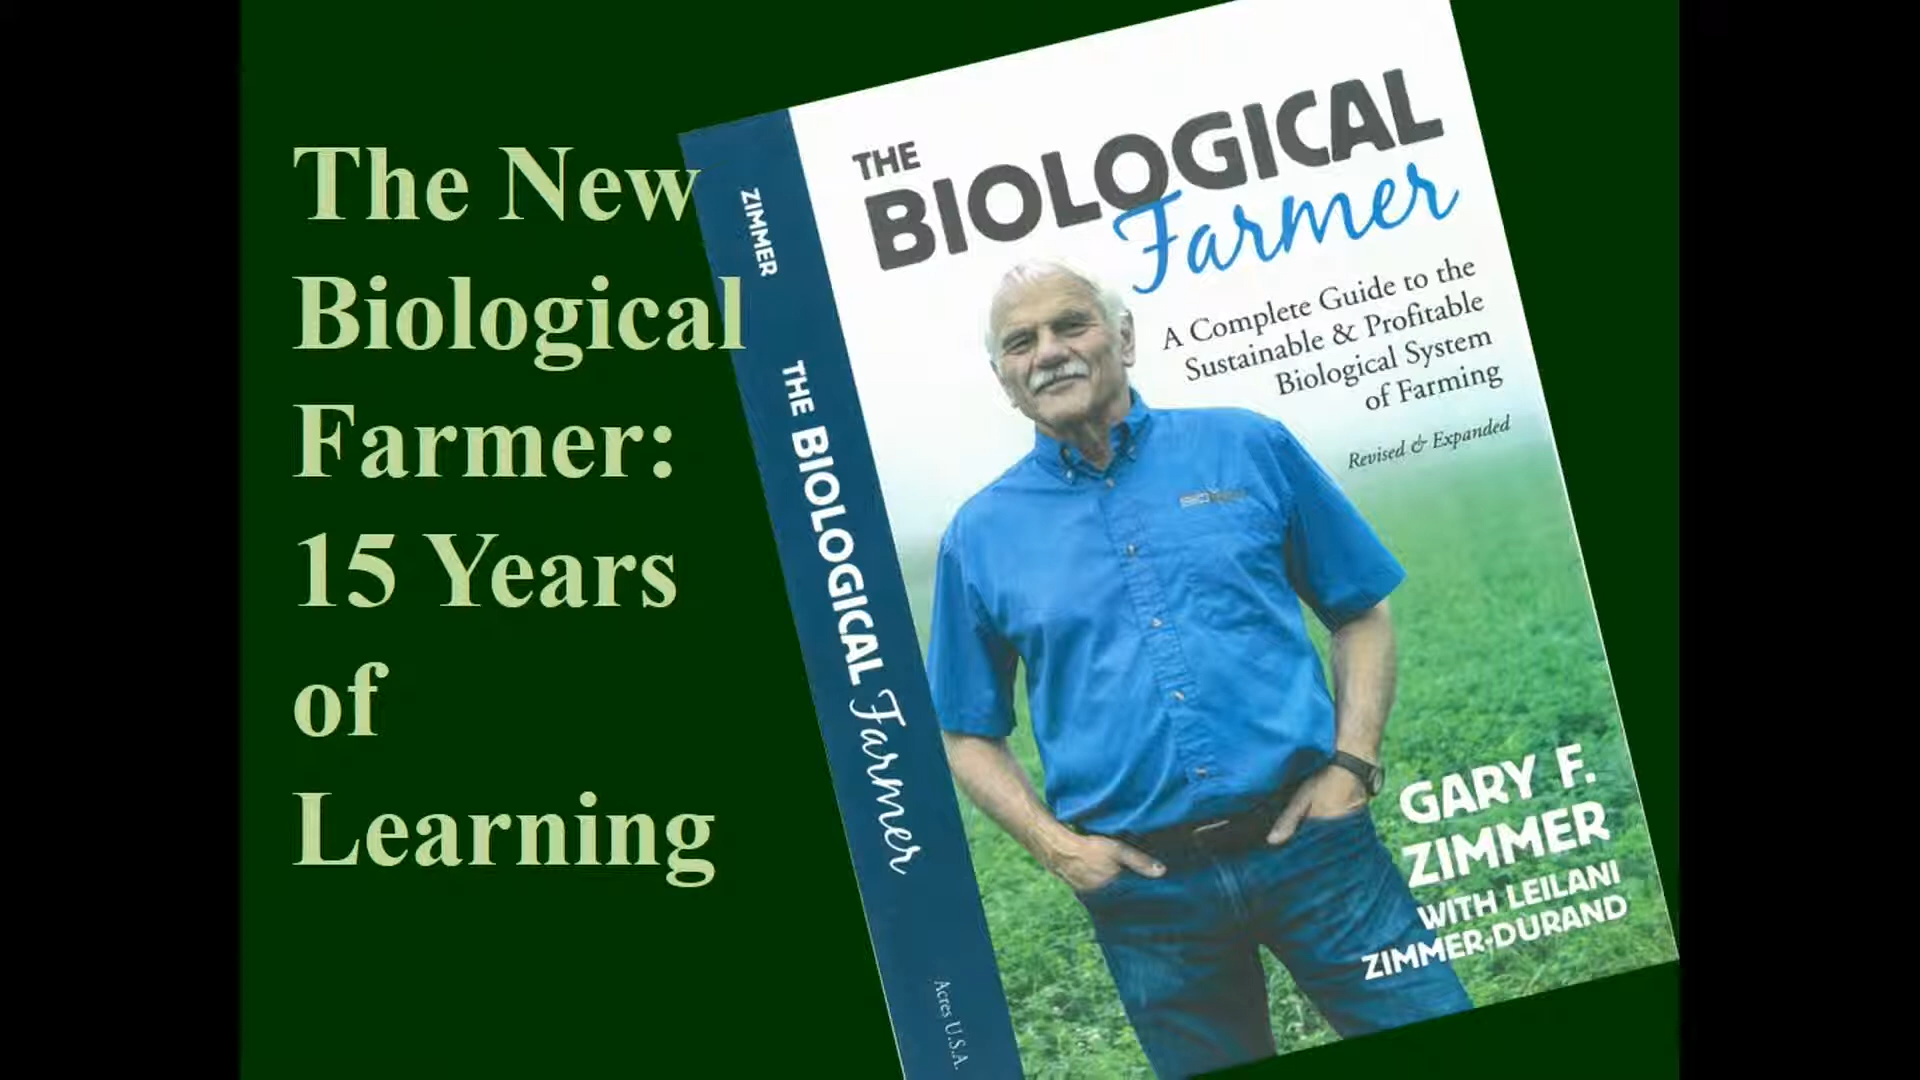 The New
Biological
Farmer:
15 Years
of
Learning
ZIMMER
THE BIOLOGICAL Farmer
Acres U.S.A.
THE
BIOLOGICAL
Farmer
A Complete Guide to the
Sustainable & Profitable
Biological System
of Farming
Revised & Expanded
GARY F.
ZIMMER
WITH LEILANI
ZIMMER-DURAND